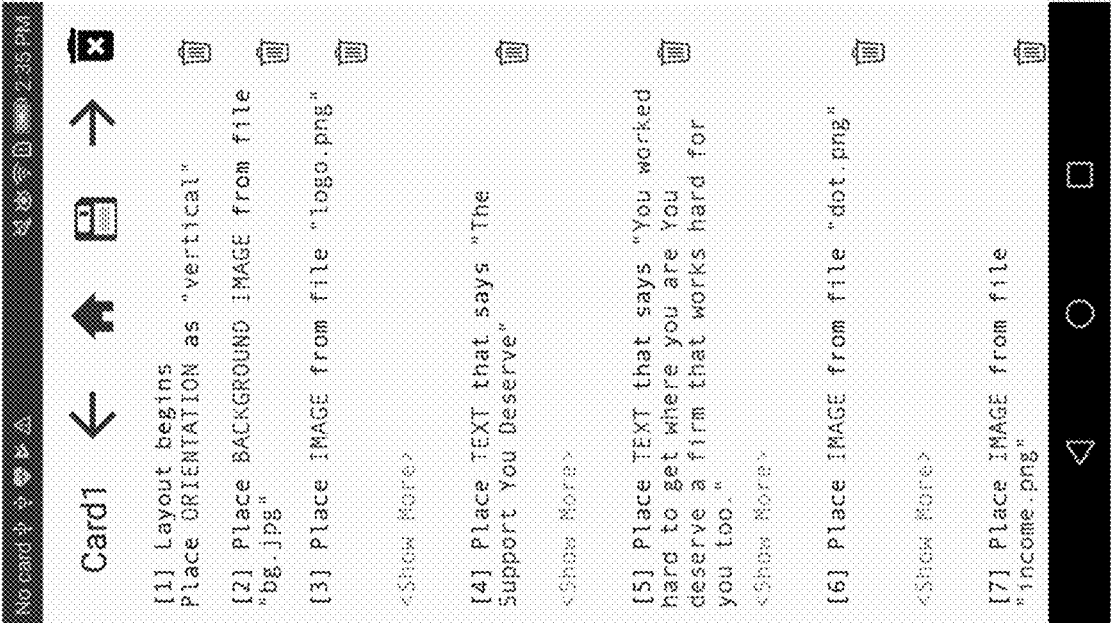 No card
2:35 PM
Card1
[1] Layout begins
Place ORIENTATION as "vertical"
[2] Place BACKGROUND IMAGE from file
"bg.jpg"
[3] Place IMAGE from file "logo.png"
<Show More>
[4] Place TEXT that says "The
Support You Deserve"
<Show More>
[5] Place TEXT that says "You worked
hard to get where you are You
deserve a firm that works hard for
you too."
<Show More>
[6] Place IMAGE from file "dot.png"
<Show More>
[7] Place IMAGE from file
"income.png"